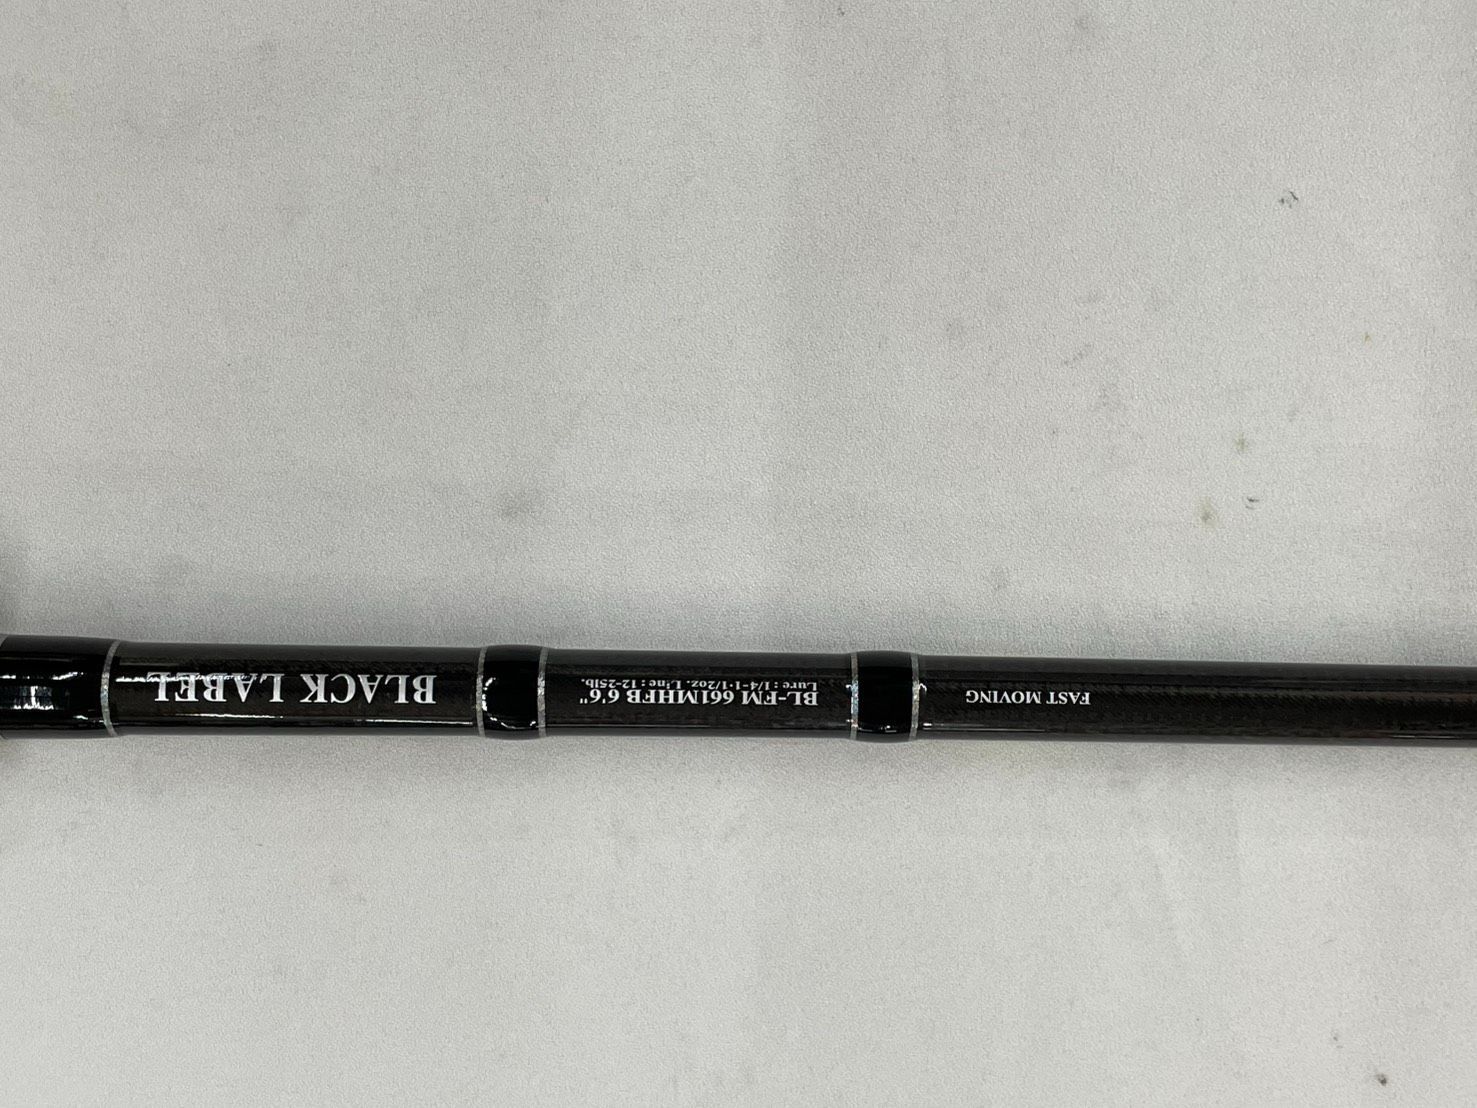 FAST MOVING
BL-FM 661MHFB 6'6"
Lure : 1/4-1·1/2oz. Line : 12-25lb.
BLACK LABEL